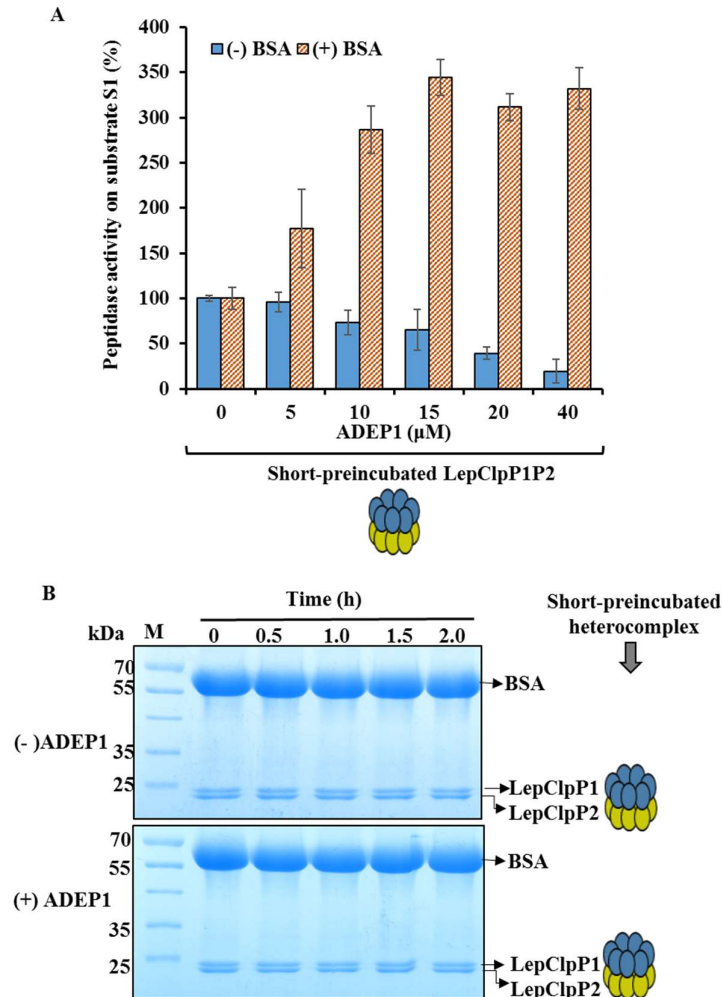 A
Peptidase activity on substrate S1 (%)
400
350
300
250
200
150
100
50
0
(-) BSA (+) BSA
0 5 10 15 20 40
ADEP1 (μM)
Short-preincubated LepClpP1P2
B
Time (h)
Short-preincubated
heterocomplex
kDa M 0 0.5 1.0 1.5 2.0
70
55
35
25
(- )ADEP1
BSA
LepClpP1
LepClpP2
70
55
35
25
(+) ADEP1
BSA
LepClpP1
LepClpP2